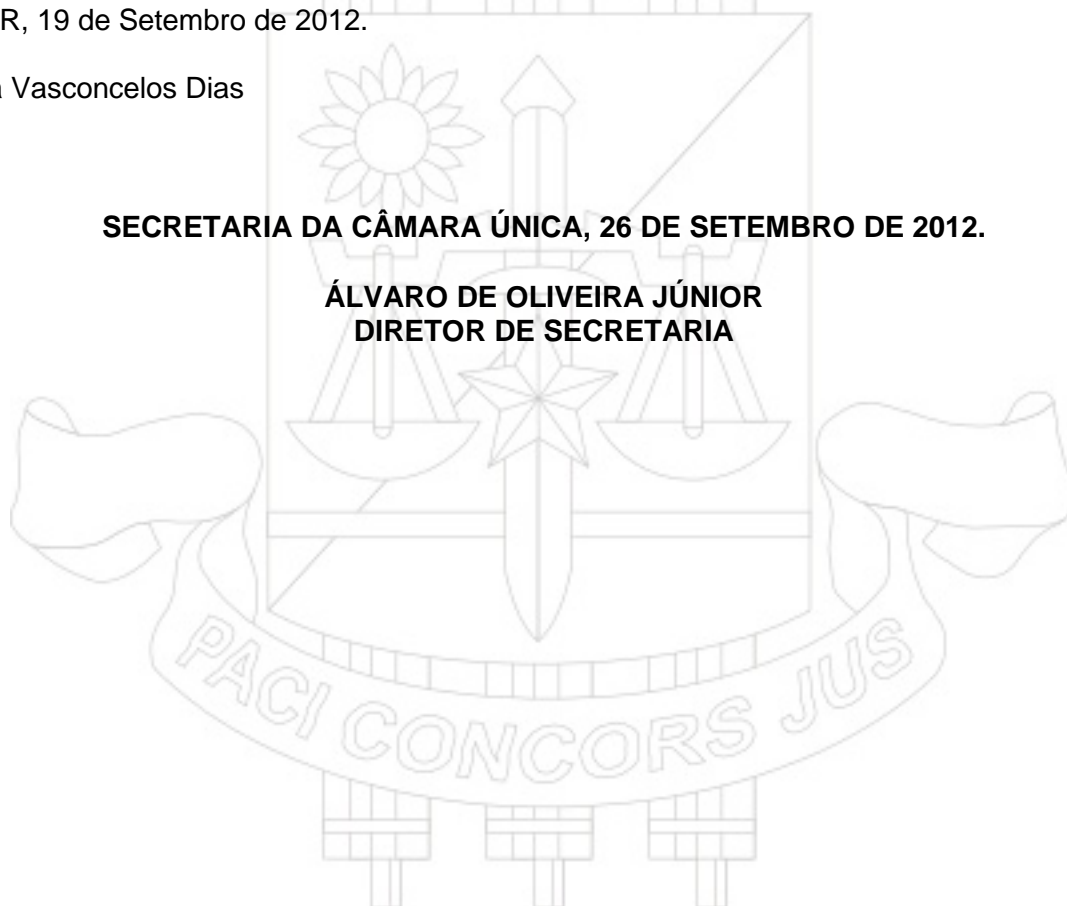 R, 19 de Setembro de 2012.
a Vasconcelos Dias
SECRETARIA DA CÂMARA ÚNICA, 26 DE SETEMBRO DE 2012.
ÁLVARO DE OLIVEIRA JÚNIOR
DIRETOR DE SECRETARIA
PACI CONCORS JUS